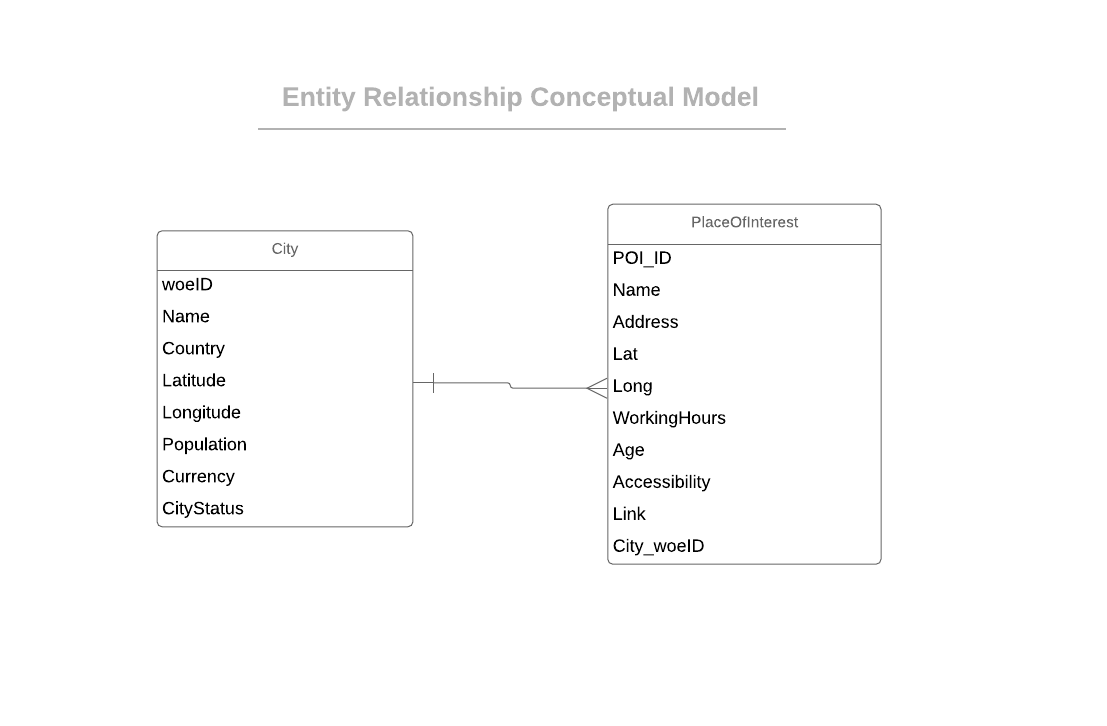 Entity Relationship Conceptual Model
City
woeID
Name
Country
Latitude
Longitude
Population
Currency
CityStatus
PlaceOfInterest
POI_ID
Name
Address
Lat
Long
WorkingHours
Age
Accessibility
Link
City_woeID